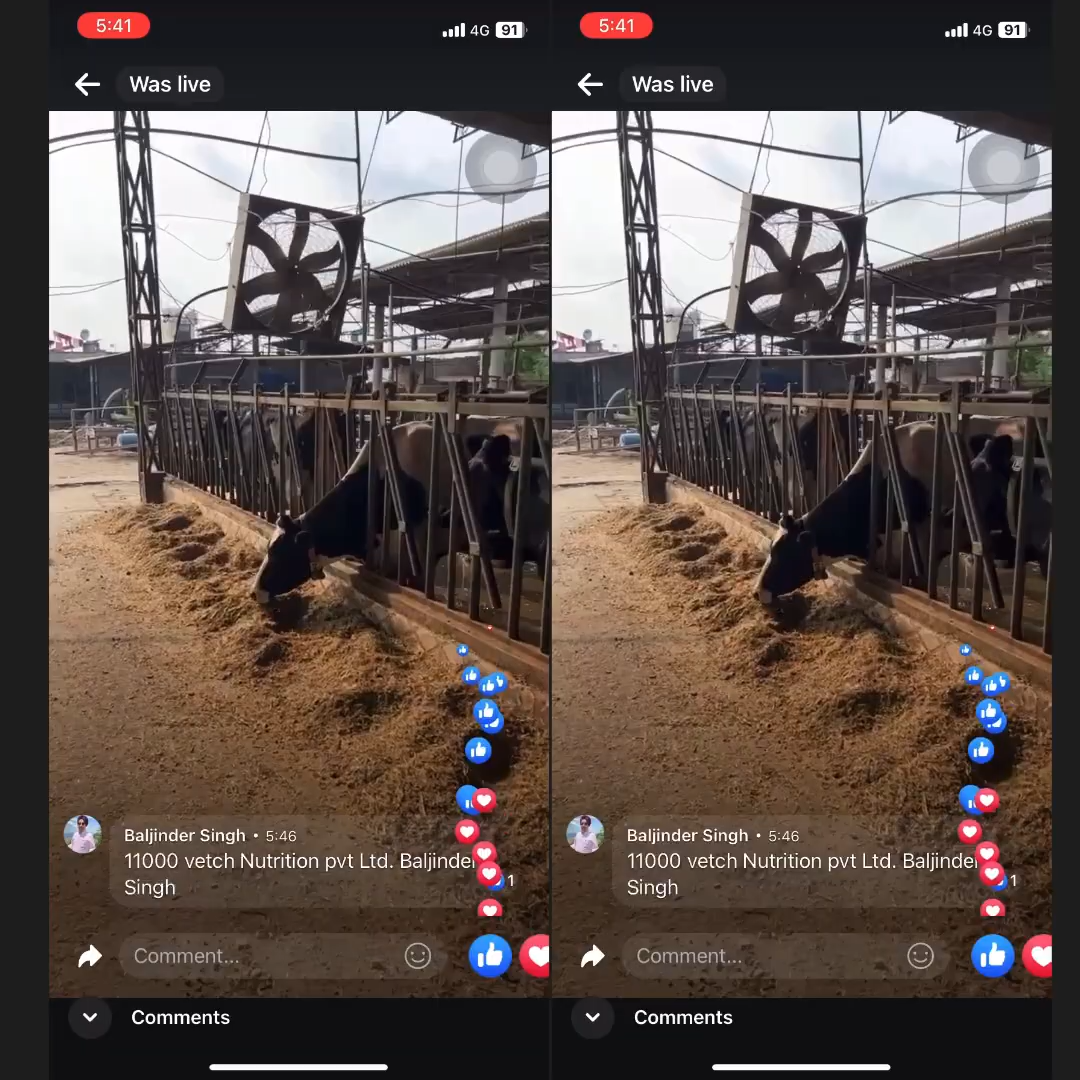 5:41
4G 91
Was live
Baljinder Singh • 5:46
11000 vetch Nutrition pvt Ltd. Baljinder
Singh
1
Comment...
Comments
5:41
4G 91
Was live
Baljinder Singh • 5:46
11000 vetch Nutrition pvt Ltd. Baljinder
Singh
1
Comment...
Comments